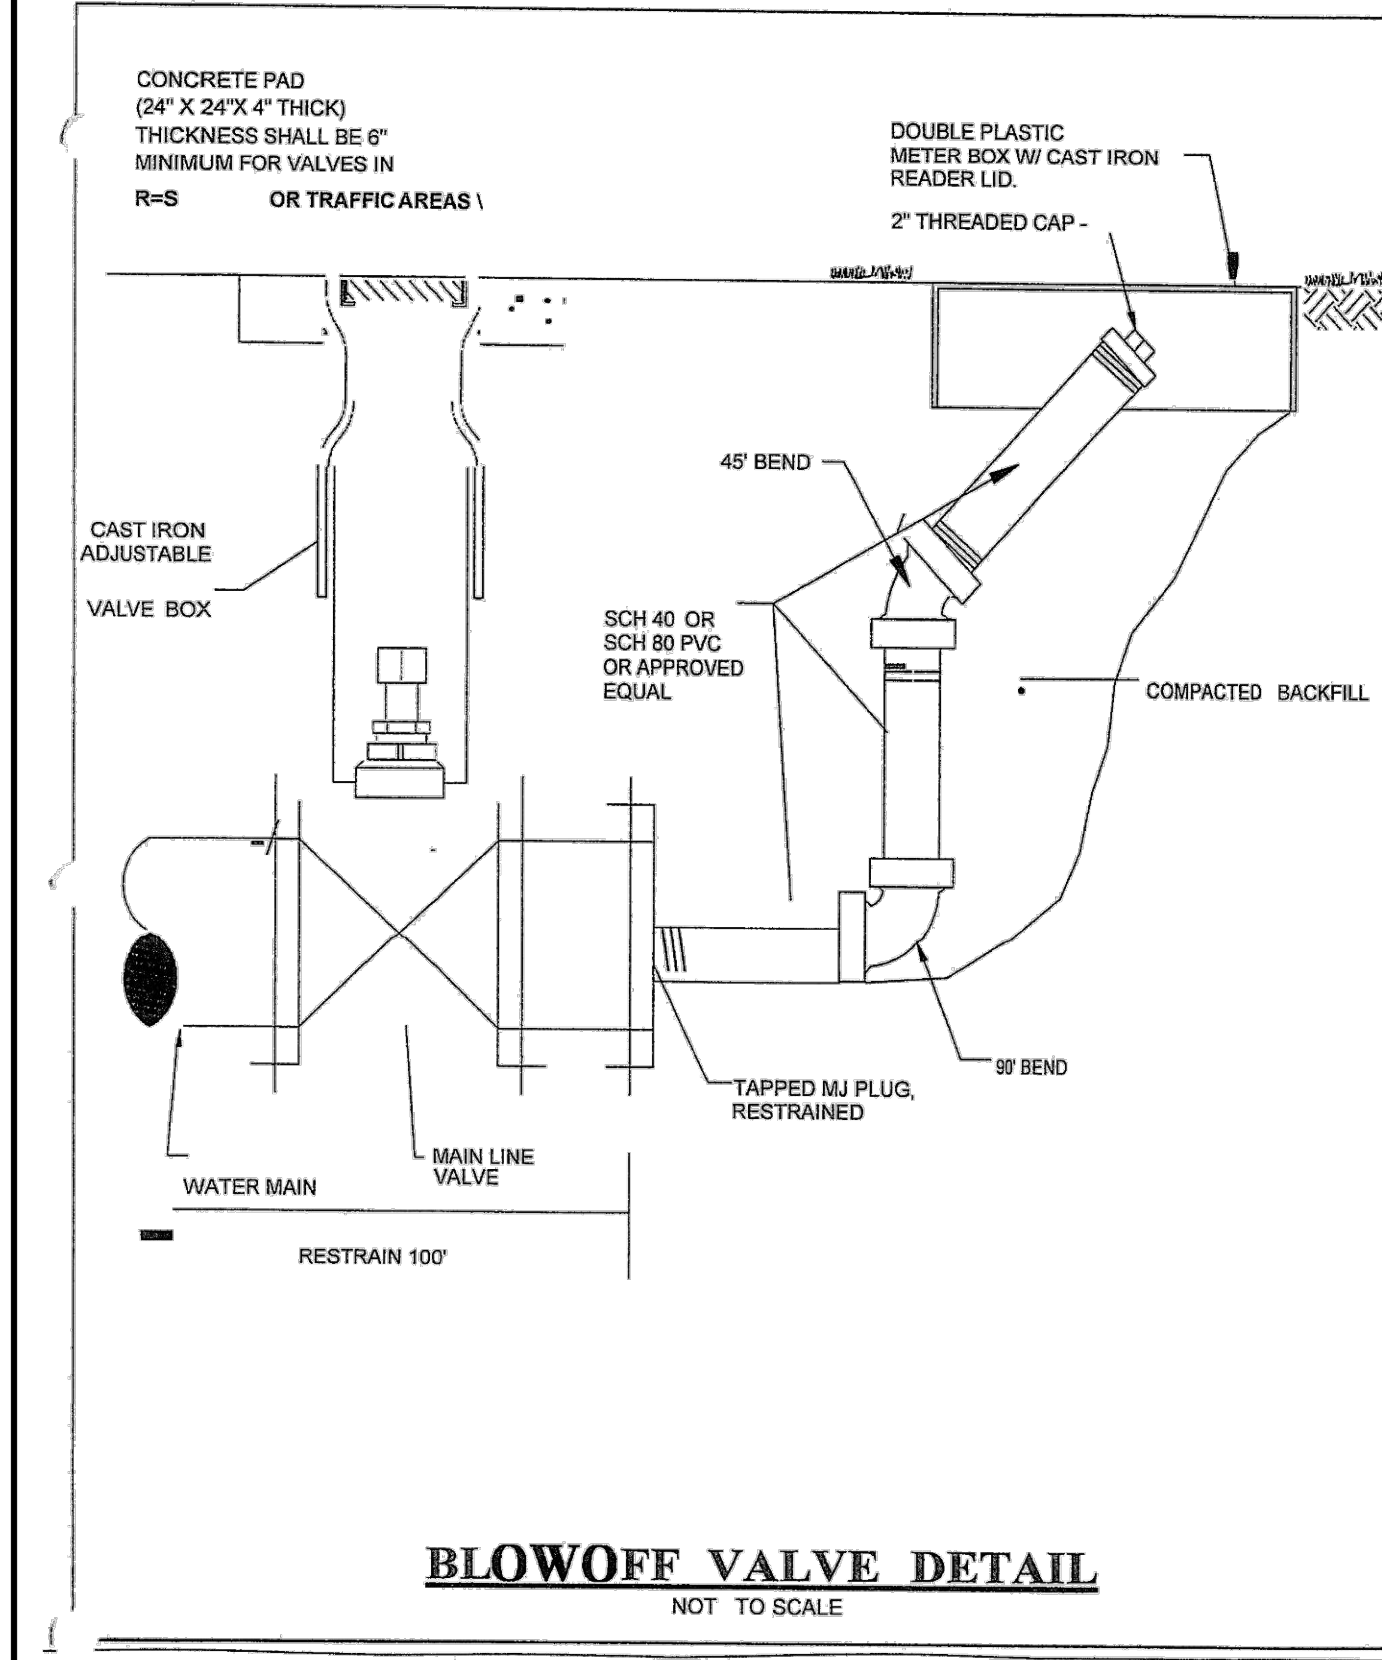 CONCRETE PAD
(24" X 24"X 4" THICK)
THICKNESS SHALL BE 6"
MINIMUM FOR VALVES IN
R=S OR TRAFFIC AREAS \
DOUBLE PLASTIC
METER BOX W/ CAST IRON
READER LID.
2" THREADED CAP -
45' BEND
CAST IRON
ADJUSTABLE
VALVE BOX
SCH 40 OR
SCH 80 PVC
OR APPROVED
EQUAL
COMPACTED BACKFILL
90' BEND
TAPPED MJ PLUG,
RESTRAINED
MAIN LINE
VALVE
WATER MAIN
RESTRAIN 100'
BLOWOFF VALVE DETAIL
NOT TO SCALE